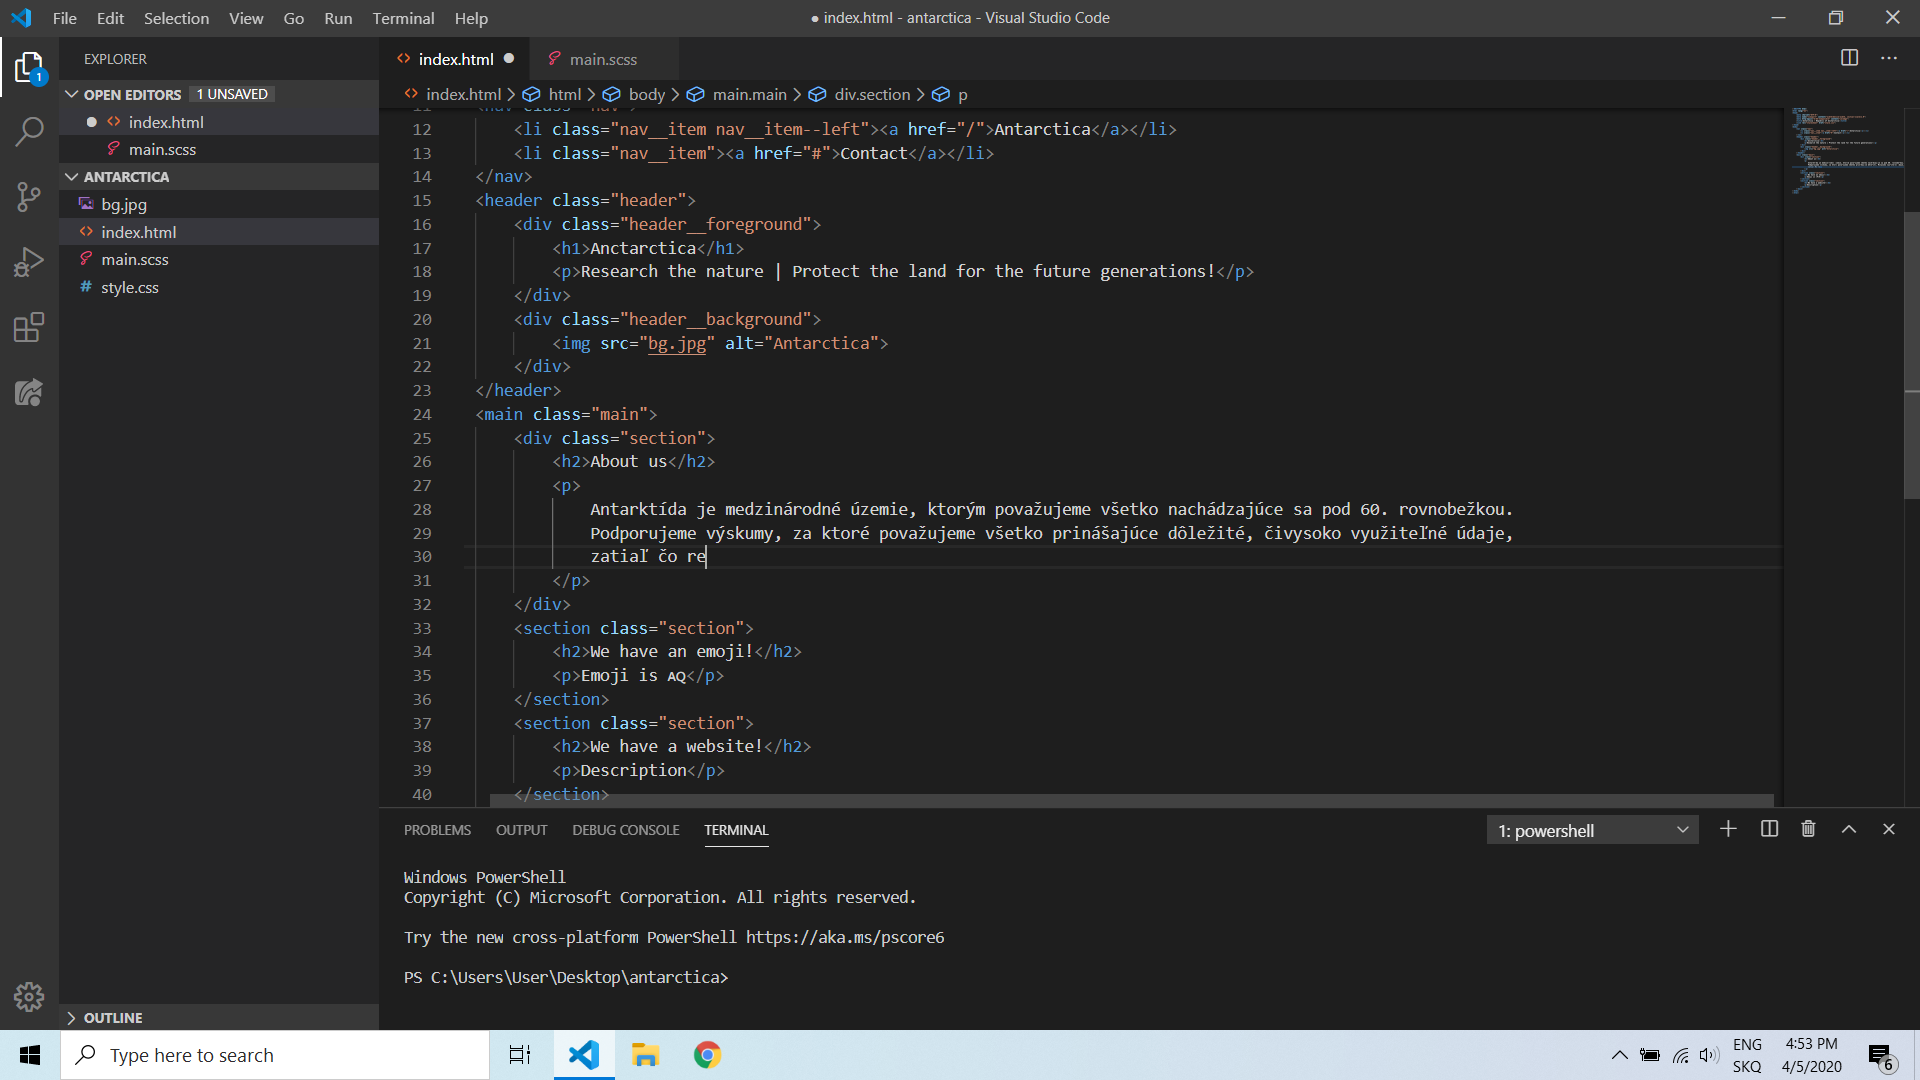 File Edit Selection View Go Run Terminal Help
● index.html - antarctica - Visual Studio Code
EXPLORER
OPEN EDITORS 1 UNSAVED
index.html
main.scss
ANTARCTICA
bg.jpg
index.html
main.scss
# style.css
OUTLINE
1
index.html main.scss
index.html > html > body > main.main > div.section > p
12 <li class="nav__item nav__item--left"><a href="/">Antarctica</a></li>
13 <li class="nav__item"><a href="#">Contact</a></li>
14 </nav>
15 <header class="header">
16 <div class="header__foreground">
17 <h1>Anctarctica</h1>
18 <p>Research the nature | Protect the land for the future generations!</p>
19 </div>
20 <div class="header__background">
21 <img src="bg.jpg" alt="Antarctica">
22 </div>
23 </header>
24 <main class="main">
25 <div class="section">
26 <h2>About us</h2>
27 <p>
28 Antarktída je medzinárodné územie, ktorým považujeme všetko nachádzajúce sa pod 60. rovnobežkou.
29 Podporujeme výskumy, za ktoré považujeme všetko prinášajúce dôležité, čivysoko využiteľné údaje,
30 zatiaľ čo re
31 </p>
32 </div>
33 <section class="section">
34 <h2>We have an emoji!</h2>
35 <p>Emoji is AQ</p>
36 </section>
37 <section class="section">
38 <h2>We have a website!</h2>
39 <p>Description</p>
40 </section>
PROBLEMS OUTPUT DEBUG CONSOLE TERMINAL
1: powershell
Windows PowerShell
Copyright (C) Microsoft Corporation. All rights reserved.
Try the new cross-platform PowerShell https://aka.ms/pscore6
PS C:\Users\User\Desktop\antarctica>
Type here to search
ENG
SKQ
4:53 PM
4/5/2020
6